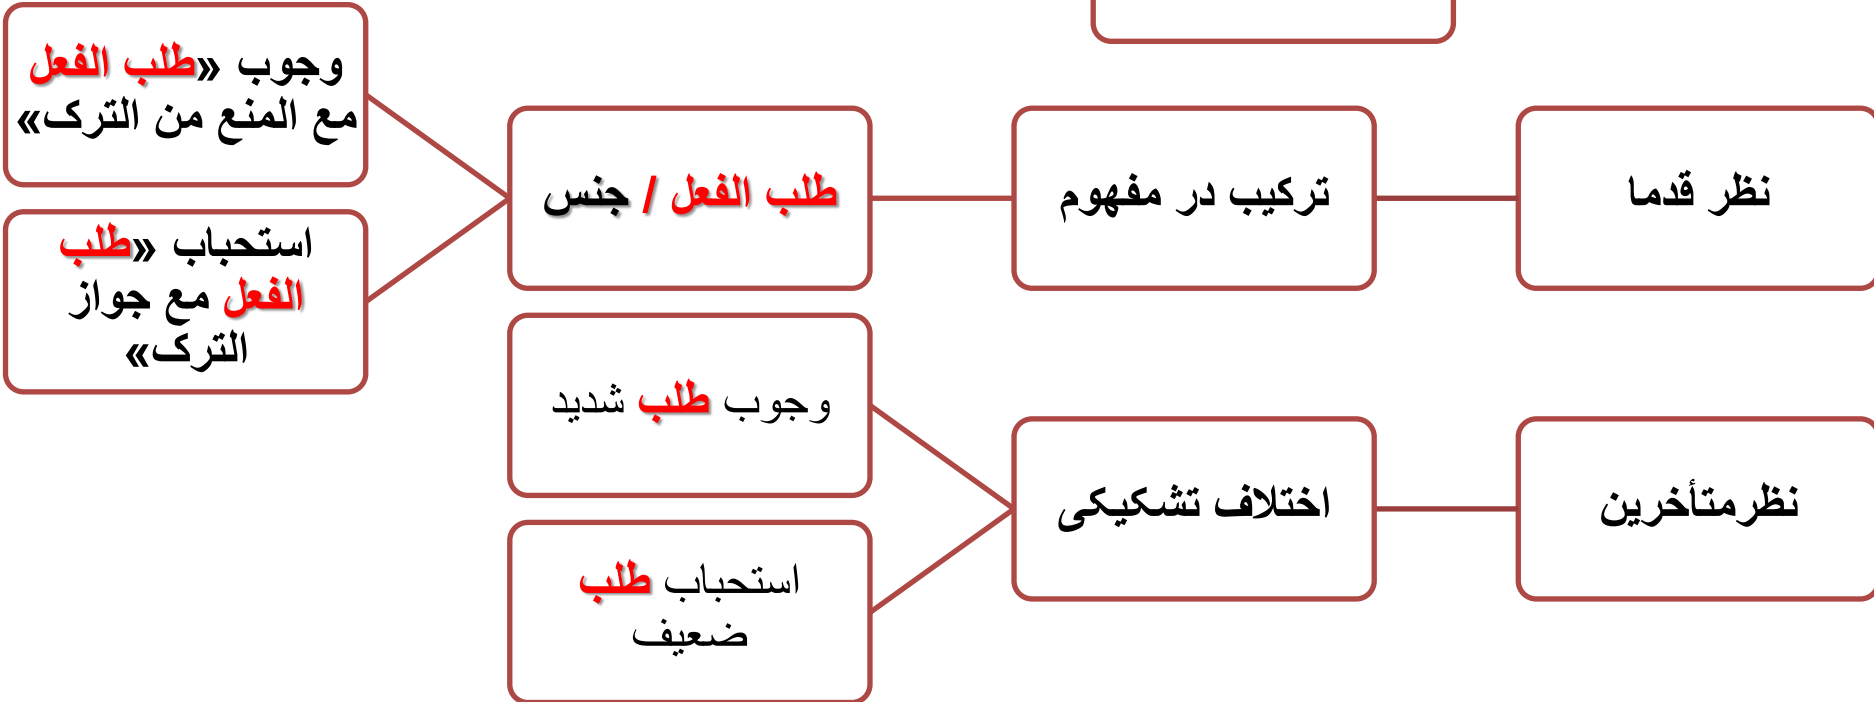 نظر قدما
ترکیب در مفهوم
طلب الفعل / جنس
وجوب «طلب الفعل
مع المنع من الترک»
استحباب «طلب
الفعل مع جواز
الترک»
نظرمتأخرین
اختلاف تشکیکی
وجوب طلب شدید
استحباب طلب
ضعیف